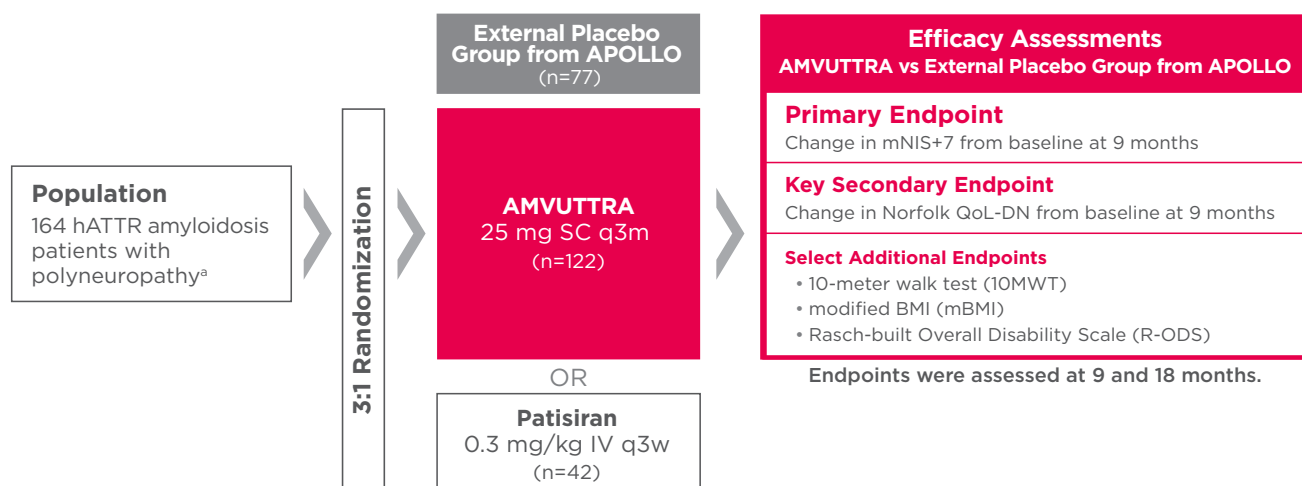 Population
164 hATTR amyloidosis
patients with
polyneuropathyᵃ
3:1 Randomization
External Placebo
Group from APOLLO
(n=77)
AMVUTTRA
25 mg SC q3m
(n=122)
OR
Patisiran
0.3 mg/kg IV q3w
(n=42)
Efficacy Assessments
AMVUTTRA vs External Placebo Group from APOLLO
Primary Endpoint
Change in mNIS+7 from baseline at 9 months
Key Secondary Endpoint
Change in Norfolk QoL-DN from baseline at 9 months
Select Additional Endpoints
• 10-meter walk test (10MWT)
• modified BMI (mBMI)
• Rasch-built Overall Disability Scale (R-ODS)
Endpoints were assessed at 9 and 18 months.